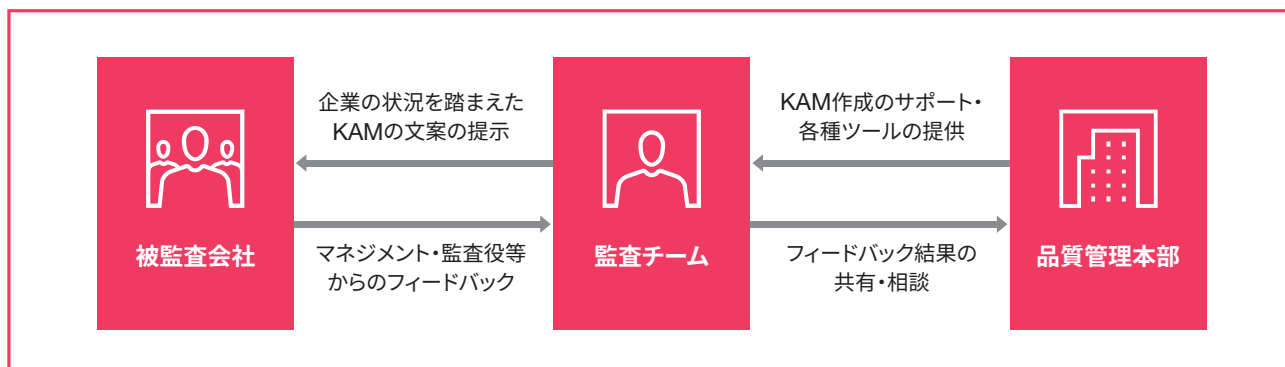 企業の状況を踏まえた
KAMの文案の提示
KAM作成のサポート・
各種ツールの提供
被監査会社
マネジメント・監査役等
からのフィードバック
監査チーム
フィードバック結果の
共有・相談
品質管理本部